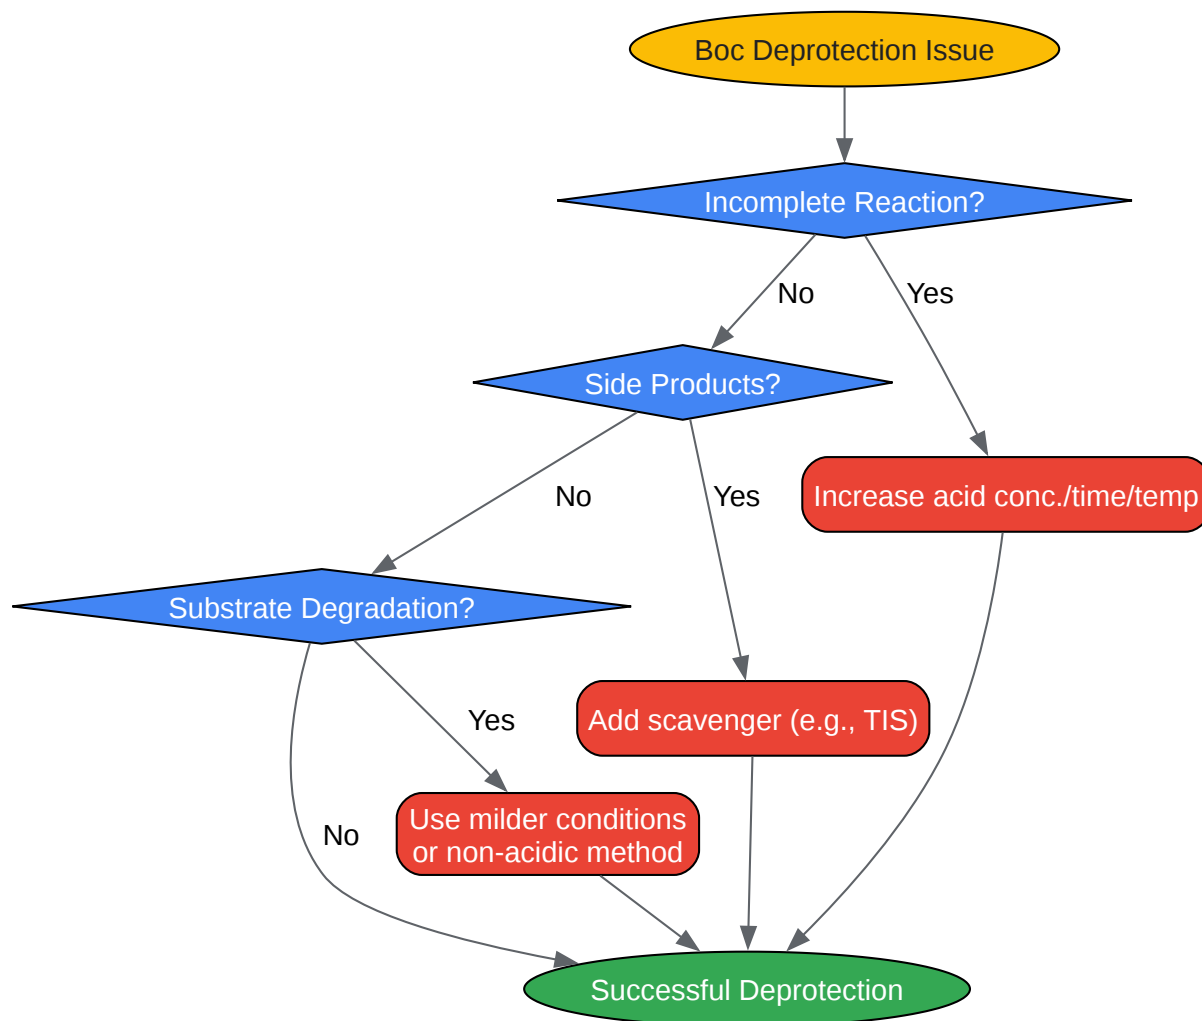 Boc Deprotection Issue
Incomplete Reaction?
No
Yes
Side Products?
No
Yes
Increase acid conc./time/temp
Substrate Degradation?
Yes
Add scavenger (e.g., TIS)
No
Use milder conditions
or non-acidic method
Successful Deprotection